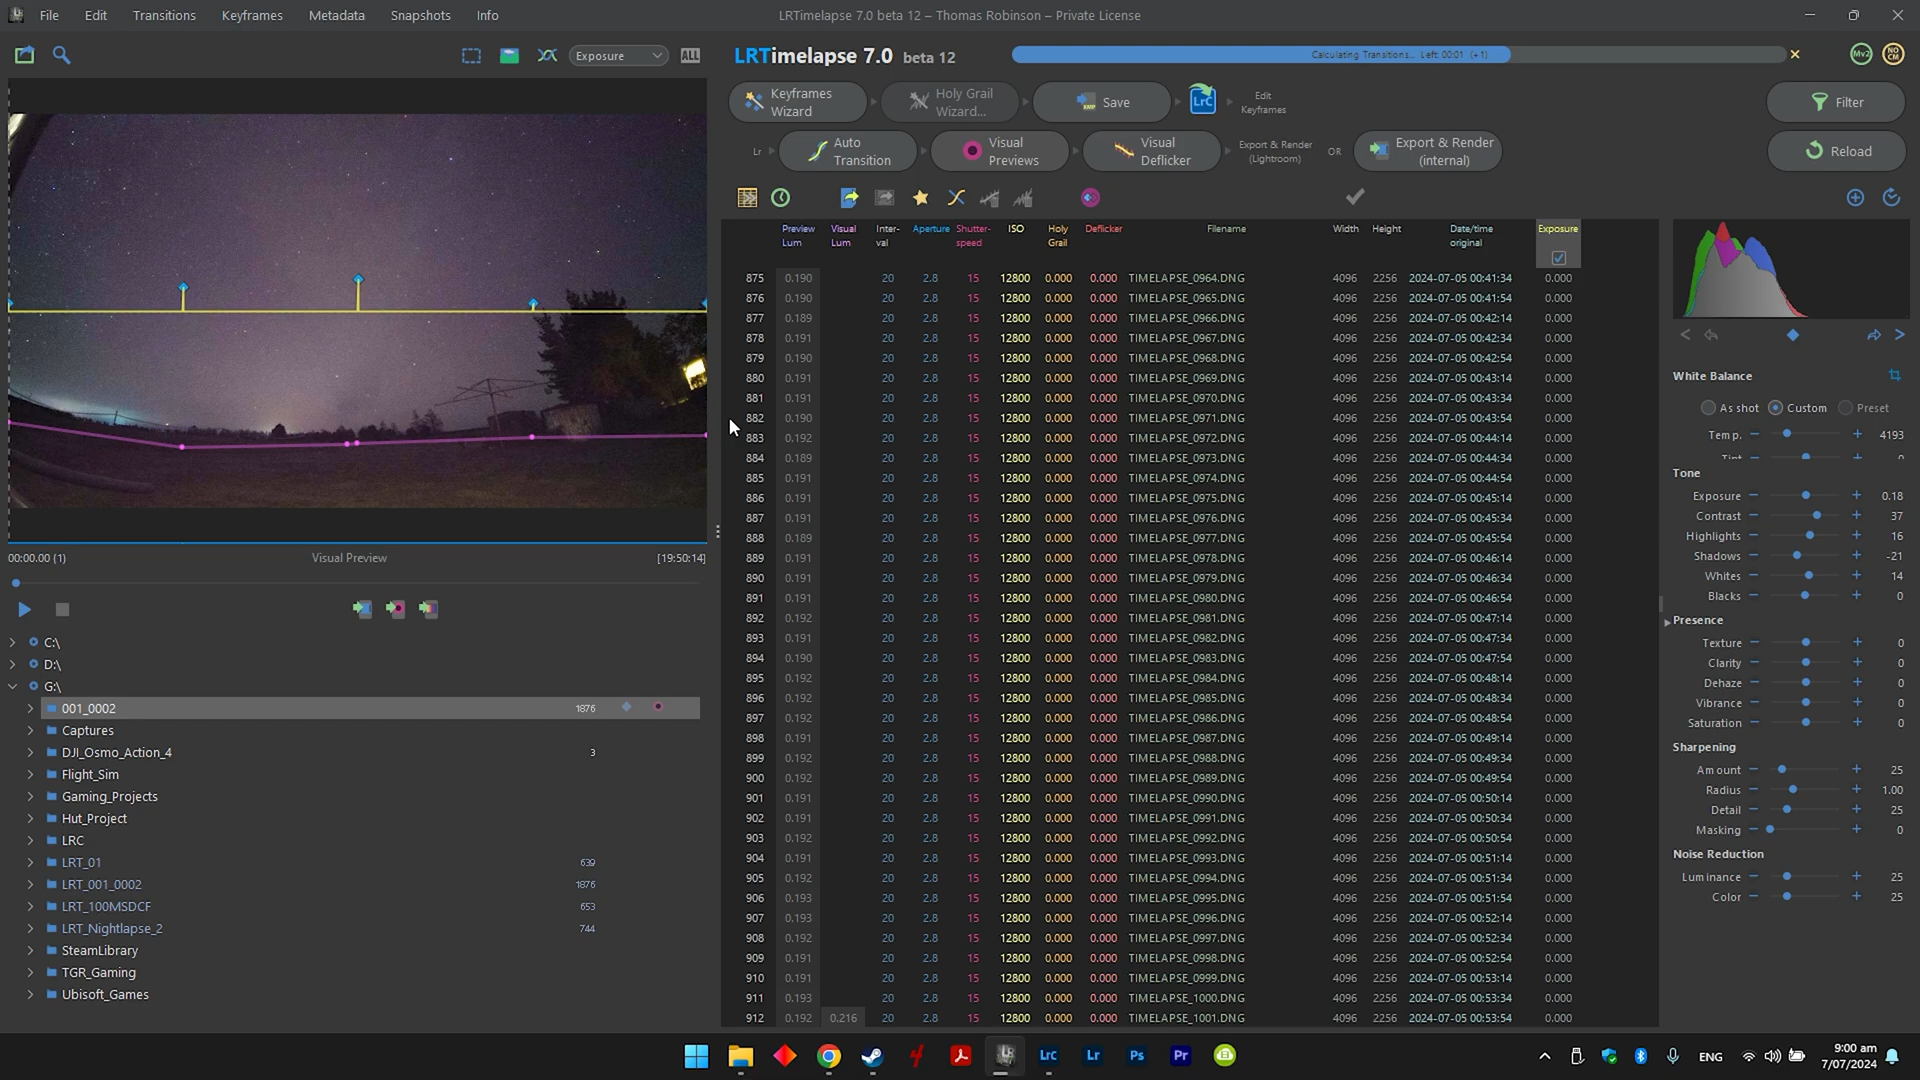 File Edit Transitions Keyframes Metadata Snapshots Info
LRTimelapse 7.0 beta 12 – Thomas Robinson – Private License
Exposure ALL
LRTimelapse 7.0 beta 12
Calculating Transitions... Left: 00:01 (+1)
Mv2 NO CM
Keyframes Wizard
Holy Grail Wizard...
Save
LrC
Edit Keyframes
Filter
Lr
Auto Transition
Visual Previews
Visual Deflicker
Export & Render (Lightroom)
OR
Export & Render (internal)
Reload
Preview Lum Visual Lum Inter-val Aperture Shutter-speed ISO Holy Grail Deflicker Filename Width Height Date/time original Exposure
875 0.190 20 2.8 15 12800 0.000 0.000 TIMELAPSE_0964.DNG 4096 2256 2024-07-05 00:41:34 0.000
876 0.190 20 2.8 15 12800 0.000 0.000 TIMELAPSE_0965.DNG 4096 2256 2024-07-05 00:41:54 0.000
877 0.189 20 2.8 15 12800 0.000 0.000 TIMELAPSE_0966.DNG 4096 2256 2024-07-05 00:42:14 0.000
878 0.191 20 2.8 15 12800 0.000 0.000 TIMELAPSE_0967.DNG 4096 2256 2024-07-05 00:42:34 0.000
879 0.190 20 2.8 15 12800 0.000 0.000 TIMELAPSE_0968.DNG 4096 2256 2024-07-05 00:42:54 0.000
880 0.191 20 2.8 15 12800 0.000 0.000 TIMELAPSE_0969.DNG 4096 2256 2024-07-05 00:43:14 0.000
881 0.191 20 2.8 15 12800 0.000 0.000 TIMELAPSE_0970.DNG 4096 2256 2024-07-05 00:43:34 0.000
882 0.190 20 2.8 15 12800 0.000 0.000 TIMELAPSE_0971.DNG 4096 2256 2024-07-05 00:43:54 0.000
883 0.192 20 2.8 15 12800 0.000 0.000 TIMELAPSE_0972.DNG 4096 2256 2024-07-05 00:44:14 0.000
884 0.189 20 2.8 15 12800 0.000 0.000 TIMELAPSE_0973.DNG 4096 2256 2024-07-05 00:44:34 0.000
885 0.191 20 2.8 15 12800 0.000 0.000 TIMELAPSE_0974.DNG 4096 2256 2024-07-05 00:44:54 0.000
886 0.191 20 2.8 15 12800 0.000 0.000 TIMELAPSE_0975.DNG 4096 2256 2024-07-05 00:45:14 0.000
887 0.191 20 2.8 15 12800 0.000 0.000 TIMELAPSE_0976.DNG 4096 2256 2024-07-05 00:45:34 0.000
888 0.189 20 2.8 15 12800 0.000 0.000 TIMELAPSE_0977.DNG 4096 2256 2024-07-05 00:45:54 0.000
889 0.191 20 2.8 15 12800 0.000 0.000 TIMELAPSE_0978.DNG 4096 2256 2024-07-05 00:46:14 0.000
890 0.191 20 2.8 15 12800 0.000 0.000 TIMELAPSE_0979.DNG 4096 2256 2024-07-05 00:46:34 0.000
891 0.191 20 2.8 15 12800 0.000 0.000 TIMELAPSE_0980.DNG 4096 2256 2024-07-05 00:46:54 0.000
892 0.192 20 2.8 15 12800 0.000 0.000 TIMELAPSE_0981.DNG 4096 2256 2024-07-05 00:47:14 0.000
893 0.191 20 2.8 15 12800 0.000 0.000 TIMELAPSE_0982.DNG 4096 2256 2024-07-05 00:47:34 0.000
894 0.190 20 2.8 15 12800 0.000 0.000 TIMELAPSE_0983.DNG 4096 2256 2024-07-05 00:47:54 0.000
895 0.192 20 2.8 15 12800 0.000 0.000 TIMELAPSE_0984.DNG 4096 2256 2024-07-05 00:48:14 0.000
896 0.192 20 2.8 15 12800 0.000 0.000 TIMELAPSE_0985.DNG 4096 2256 2024-07-05 00:48:34 0.000
897 0.192 20 2.8 15 12800 0.000 0.000 TIMELAPSE_0986.DNG 4096 2256 2024-07-05 00:48:54 0.000
898 0.191 20 2.8 15 12800 0.000 0.000 TIMELAPSE_0987.DNG 4096 2256 2024-07-05 00:49:14 0.000
899 0.192 20 2.8 15 12800 0.000 0.000 TIMELAPSE_0988.DNG 4096 2256 2024-07-05 00:49:34 0.000
900 0.192 20 2.8 15 12800 0.000 0.000 TIMELAPSE_0989.DNG 4096 2256 2024-07-05 00:49:54 0.000
901 0.191 20 2.8 15 12800 0.000 0.000 TIMELAPSE_0990.DNG 4096 2256 2024-07-05 00:50:14 0.000
902 0.191 20 2.8 15 12800 0.000 0.000 TIMELAPSE_0991.DNG 4096 2256 2024-07-05 00:50:34 0.000
903 0.192 20 2.8 15 12800 0.000 0.000 TIMELAPSE_0992.DNG 4096 2256 2024-07-05 00:50:54 0.000
904 0.191 20 2.8 15 12800 0.000 0.000 TIMELAPSE_0993.DNG 4096 2256 2024-07-05 00:51:14 0.000
905 0.192 20 2.8 15 12800 0.000 0.000 TIMELAPSE_0994.DNG 4096 2256 2024-07-05 00:51:34 0.000
906 0.193 20 2.8 15 12800 0.000 0.000 TIMELAPSE_0995.DNG 4096 2256 2024-07-05 00:51:54 0.000
907 0.193 20 2.8 15 12800 0.000 0.000 TIMELAPSE_0996.DNG 4096 2256 2024-07-05 00:52:14 0.000
908 0.192 20 2.8 15 12800 0.000 0.000 TIMELAPSE_0997.DNG 4096 2256 2024-07-05 00:52:34 0.000
909 0.191 20 2.8 15 12800 0.000 0.000 TIMELAPSE_0998.DNG 4096 2256 2024-07-05 00:52:54 0.000
910 0.191 20 2.8 15 12800 0.000 0.000 TIMELAPSE_0999.DNG 4096 2256 2024-07-05 00:53:14 0.000
911 0.193 20 2.8 15 12800 0.000 0.000 TIMELAPSE_1000.DNG 4096 2256 2024-07-05 00:53:34 0.000
912 0.192 0.216 20 2.8 15 12800 0.000 0.000 TIMELAPSE_1001.DNG 4096 2256 2024-07-05 00:53:54 0.000
00:00.00 (1) Visual Preview [19:50:14]
C:\
D:\
G:\
001_0002 1876
Captures
DJI_Osmo_Action_4 3
Flight_Sim
Gaming_Projects
Hut_Project
LRC
LRT_01 639
LRT_001_0002 1876
LRT_100MSDCF 653
LRT_Nightlapse_2 744
SteamLibrary
TGR_Gaming
Ubisoft_Games
White Balance
As shot Custom Preset
Temp. 4193
Tint 0
Tone
Exposure 0.18
Contrast 37
Highlights 16
Shadows -21
Whites 14
Blacks 0
Presence
Texture 0
Clarity 0
Dehaze 0
Vibrance 0
Saturation 0
Sharpening
Amount 25
Radius 1.00
Detail 25
Masking 0
Noise Reduction
Luminance 25
Color 25
LrC Lr Ps Pr
ENG
9:00 am
7/07/2024